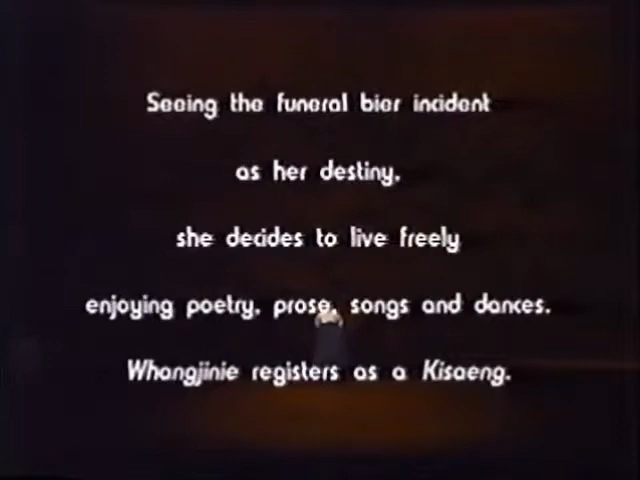 Seeing the funeral bier incident
as her destiny,
she decides to live freely
enjoying poetry, prose, songs and dances.
Whangjinie registers as a Kisaeng.